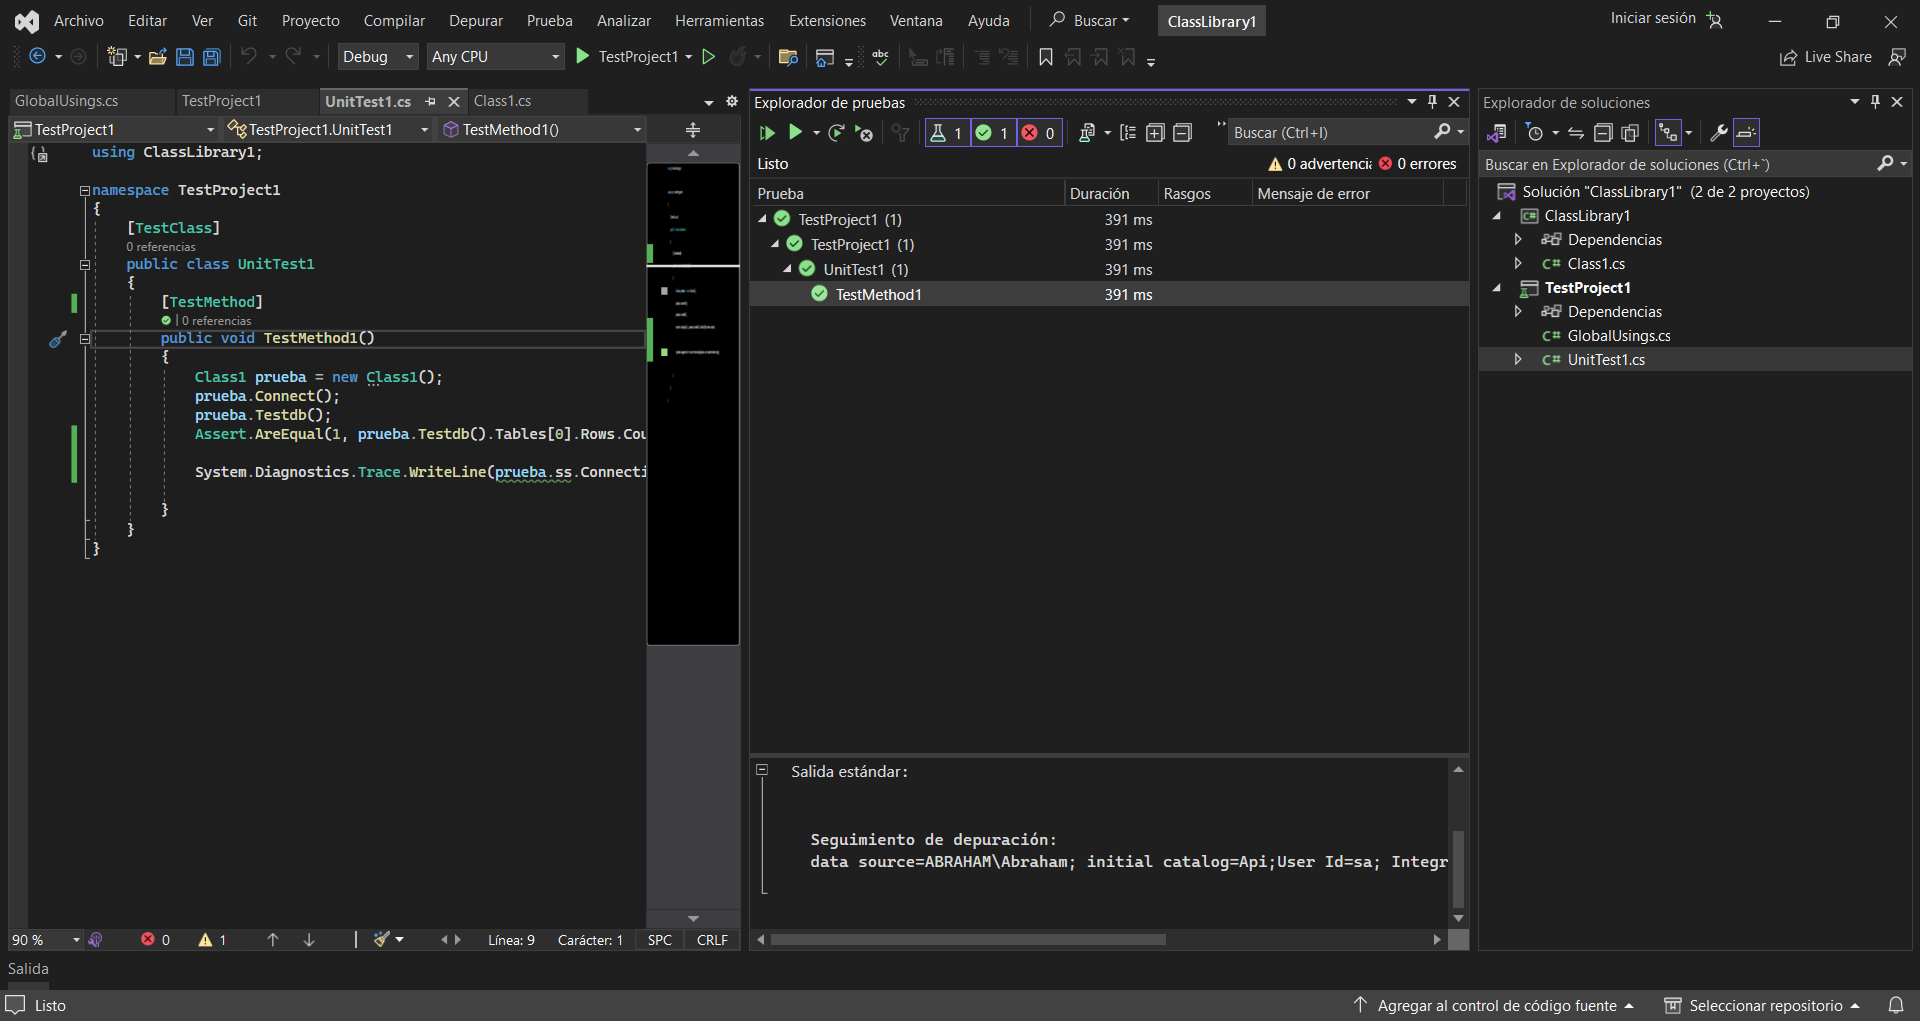 Archivo Editar Ver Git Proyecto Compilar Depurar Prueba Analizar Herramientas Extensiones Ventana Ayuda Buscar ClassLibrary1 Iniciar sesión
Debug Any CPU TestProject1 Live Share
GlobalUsings.cs TestProject1 UnitTest1.cs Class1.cs
TestProject1 TestProject1.UnitTest1 TestMethod1()
using ClassLibrary1;
namespace TestProject1
{
[TestClass]
0 referencias
public class UnitTest1
{
[TestMethod]
| 0 referencias
public void TestMethod1()
{
Class1 prueba = new Class1();
prueba.Connect();
prueba.Testdb();
Assert.AreEqual(1, prueba.Testdb().Tables[0].Rows.Cou
System.Diagnostics.Trace.WriteLine(prueba.ss.Connecti
}
}
}
90 % 0 1 Línea: 9 Carácter: 1 SPC CRLF
Explorador de pruebas
1 1 0 Buscar (Ctrl+I)
Listo 0 advertencia 0 errores
Prueba Duración Rasgos Mensaje de error
TestProject1 (1) 391 ms
TestProject1 (1) 391 ms
UnitTest1 (1) 391 ms
TestMethod1 391 ms
Salida estándar:
Seguimiento de depuración:
data source=ABRAHAM\Abraham; initial catalog=Api;User Id=sa; Integr
Explorador de soluciones
Buscar en Explorador de soluciones (Ctrl+`)
Solución "ClassLibrary1" (2 de 2 proyectos)
ClassLibrary1
Dependencias
C# Class1.cs
TestProject1
Dependencias
C# GlobalUsings.cs
C# UnitTest1.cs
Salida
Listo Agregar al control de código fuente Seleccionar repositorio